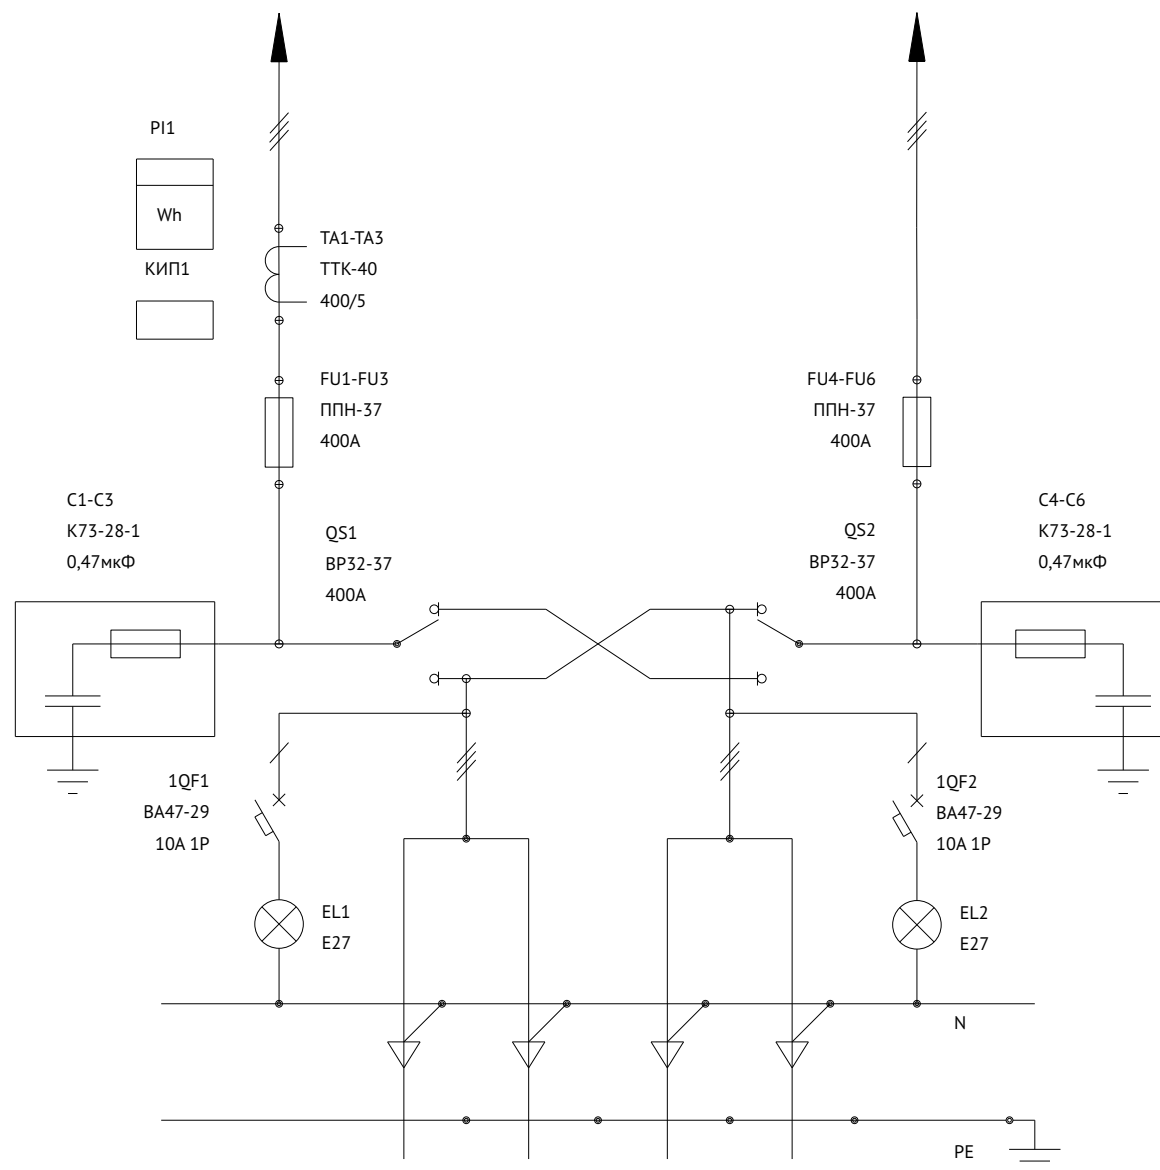 PI1
Wh
КИП1
TA1-TA3
ТТК-40
400/5
FU1-FU3
ППН-37
400А
FU4-FU6
ППН-37
400А
C1-C3
К73-28-1
0,47мкФ
QS1
ВР32-37
400А
QS2
ВР32-37
400А
C4-C6
К73-28-1
0,47мкФ
1QF1
ВА47-29
10А 1Р
1QF2
ВА47-29
10А 1Р
EL1
E27
EL2
E27
N
PE